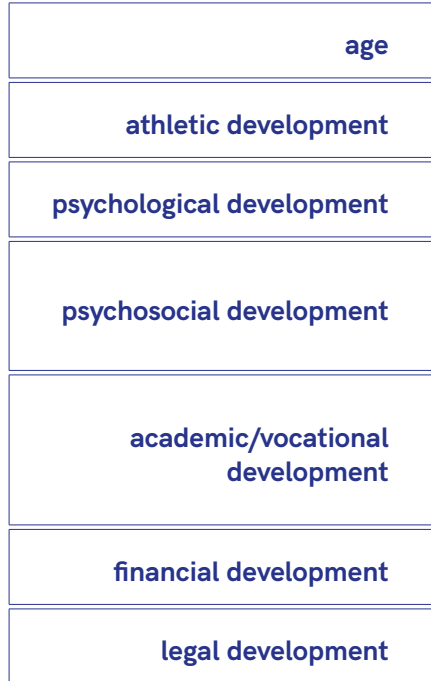 age
athletic development
psychological development
psychosocial development
academic/vocational
development
financial development
legal development